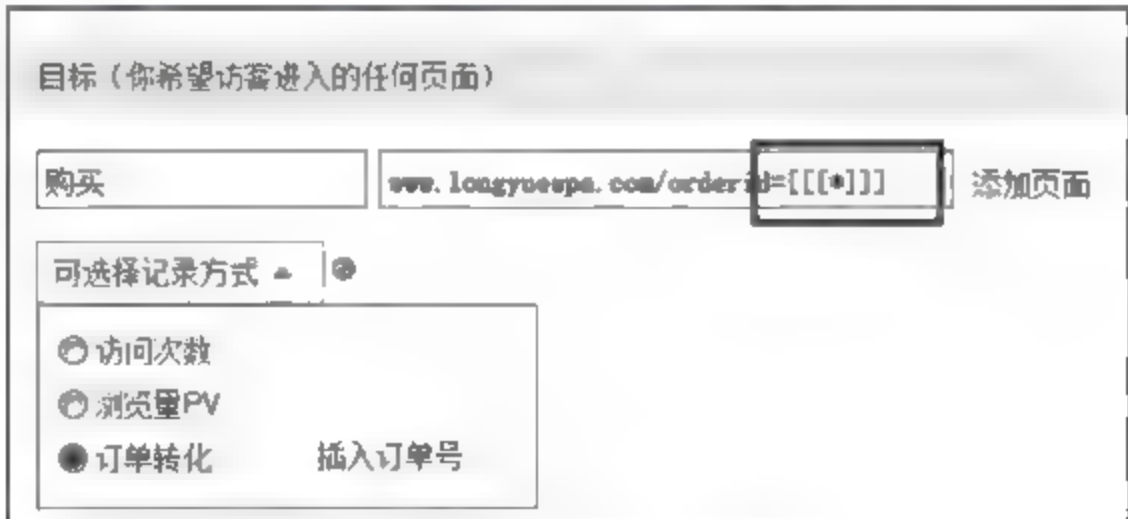 目标（你希望访客进入的任何页面）
购买 www.longyuespa.com/orderid={[[[*]]] 添加页面
可选择记录方式
访问次数
浏览量PV
订单转化 插入订单号